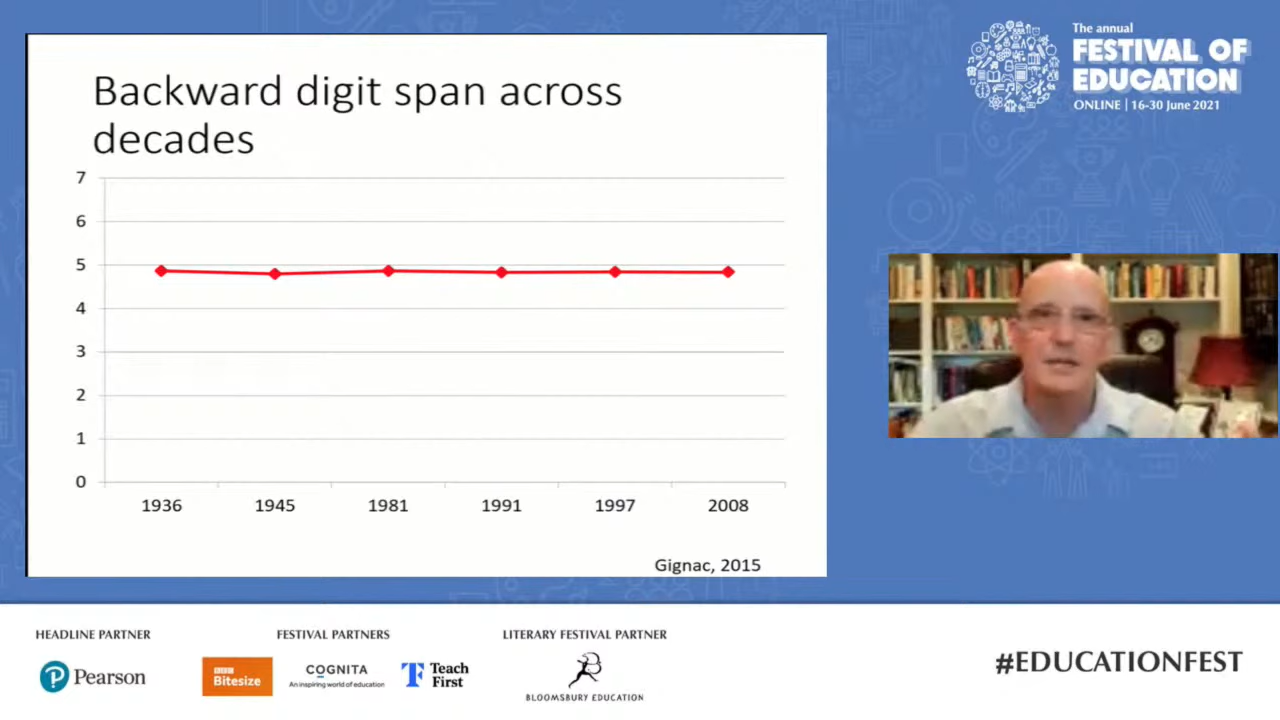 Backward digit span across
decades
7
6
5
4
3
2
1
0
1936 1945 1981 1991 1997 2008
Gignac, 2015
The annual
FESTIVAL OF
EDUCATION
ONLINE | 16-30 June 2021
HEADLINE PARTNER
Pearson
FESTIVAL PARTNERS
BBC
Bitesize
COGNITA
An inspiring world of education
Teach
First
LITERARY FESTIVAL PARTNER
BLOOMSBURY EDUCATION
#EDUCATIONFEST